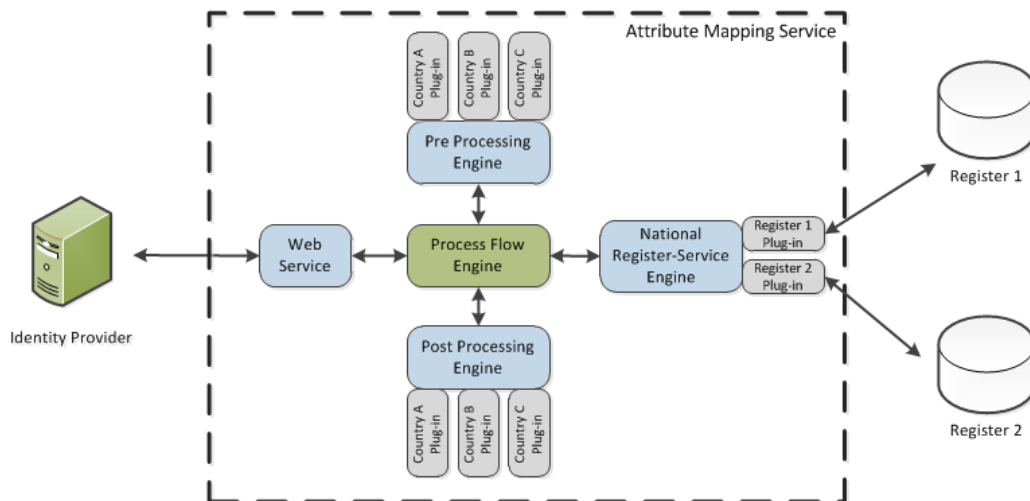 Attribute Mapping Service
Country A
Plug-in
Country B
Plug-in
Country C
Plug-in
Pre Processing
Engine
Register 1
Identity Provider
Web
Service
Process Flow
Engine
National
Register-Service
Engine
Register 1
Plug-in
Register 2
Plug-in
Post Processing
Engine
Country A
Plug-in
Country B
Plug-in
Country C
Plug-in
Register 2